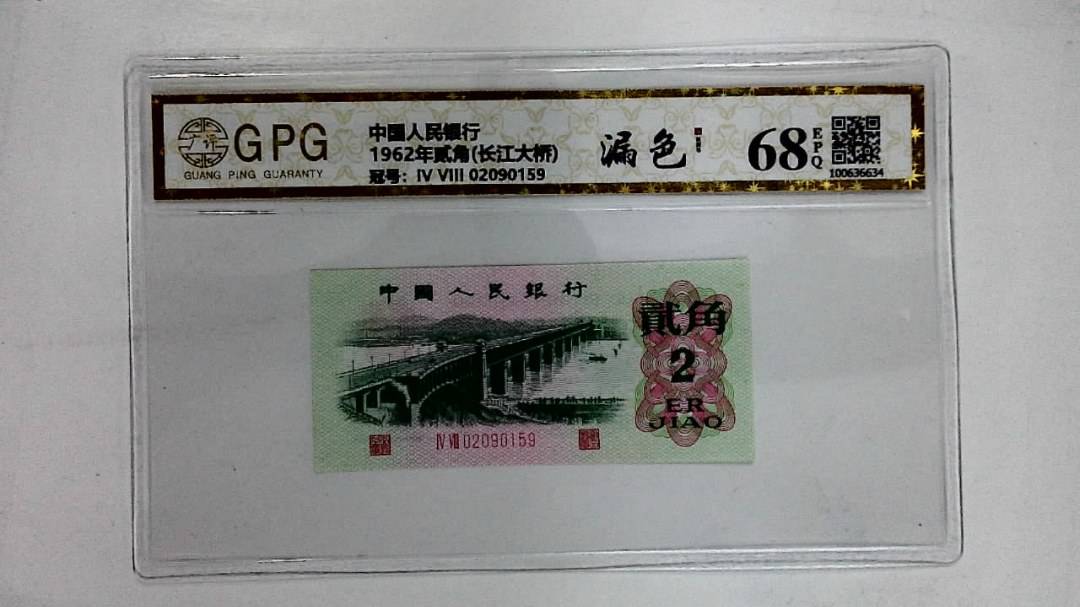 GPG
GUANG PING GUARANTY
中国人民银行
1962年贰角(长江大桥)
冠号：IV VIII 02090159
漏色
68
EPQ
100636634
中國人民銀行
貳角
2
ER
JIAO
IV VIII 02090159